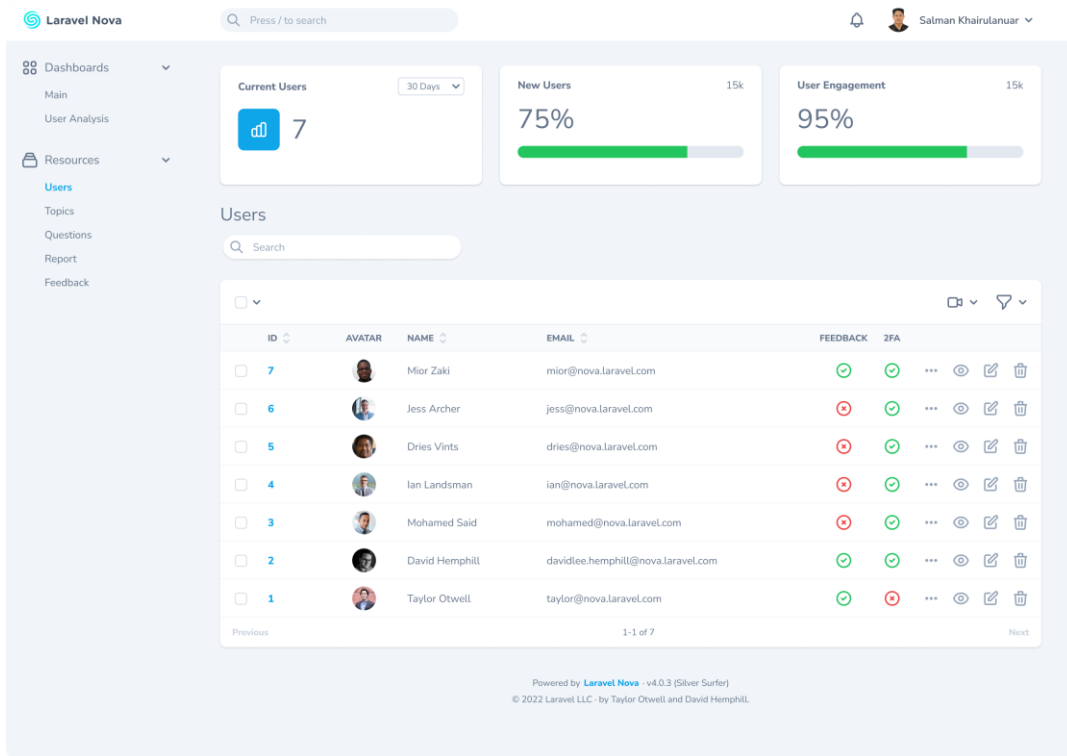 Laravel Nova
Press / to search
Salman Khairulanuar
Dashboards
Main
User Analysis
Resources
Users
Topics
Questions
Report
Feedback
Current Users 30 Days
7
New Users 15k
75%
User Engagement 15k
95%
Users
Search
ID AVATAR NAME EMAIL FEEDBACK 2FA
7 Mior Zaki mior@nova.laravel.com
6 Jess Archer jess@nova.laravel.com
5 Dries Vints dries@nova.laravel.com
4 Ian Landsman ian@nova.laravel.com
3 Mohamed Said mohamed@nova.laravel.com
2 David Hemphill davidlee.hemphill@nova.laravel.com
1 Taylor Otwell taylor@nova.laravel.com
Previous 1-1 of 7 Next
Powered by Laravel Nova · v4.0.3 (Silver Surfer)
© 2022 Laravel LLC · by Taylor Otwell and David Hemphill.